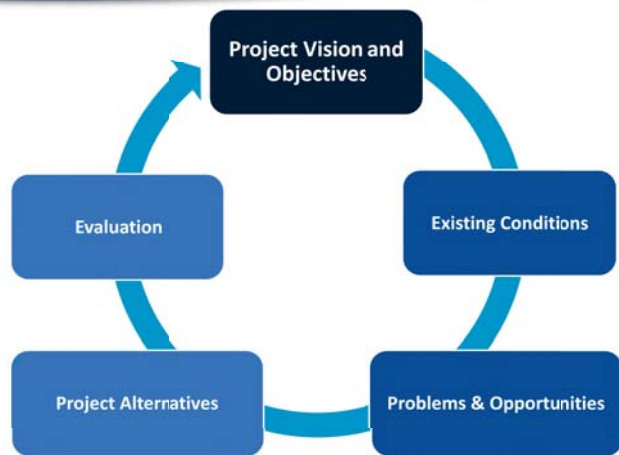 Project Vision and
Objectives
Existing Conditions
Problems & Opportunities
Project Alternatives
Evaluation